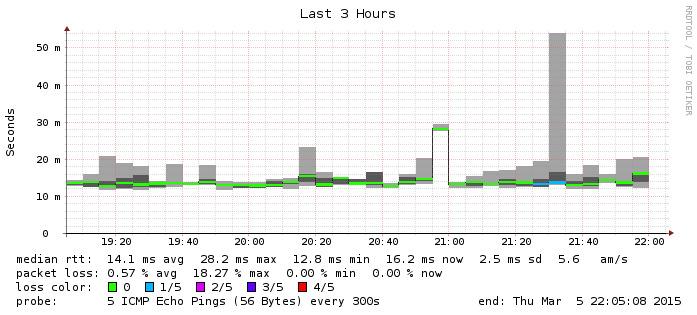 Last 3 Hours
RRDTOOL / TOBI OETIKER
Seconds
50 m
40 m
30 m
20 m
10 m
0
19:20 19:40 20:00 20:20 20:40 21:00 21:20 21:40 22:00
median rtt: 14.1 ms avg 28.2 ms max 12.8 ms min 16.2 ms now 2.5 ms sd 5.6 am/s
packet loss: 0.57 % avg 18.27 % max 0.00 % min 0.00 % now
loss color: 0 1/5 2/5 3/5 4/5
probe: 5 ICMP Echo Pings (56 Bytes) every 300s end: Thu Mar 5 22:05:08 2015